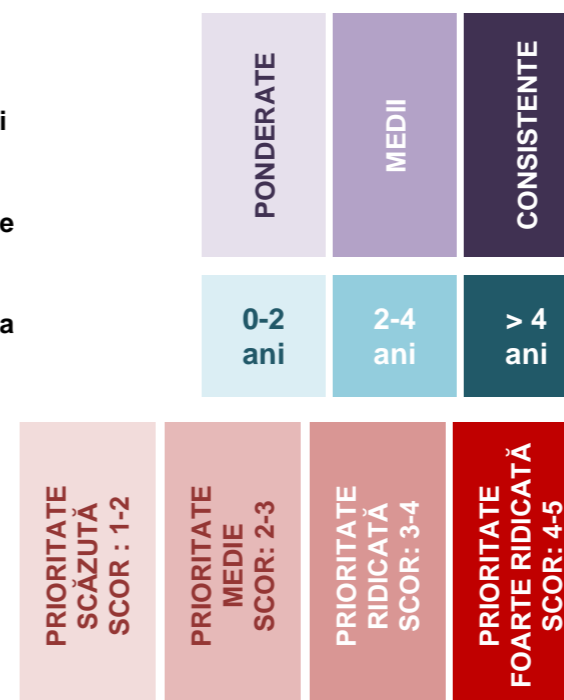 i
e
a
PONDERATE
MEDII
CONSISTENTE
0-2
ani
2-4
ani
> 4
ani
PRIORITATE
SCĂZUTĂ
SCOR : 1-2
PRIORITATE
MEDIE
SCOR: 2-3
PRIORITATE
RIDICATĂ
SCOR: 3-4
PRIORITATE
FOARTE RIDICATĂ
SCOR: 4-5